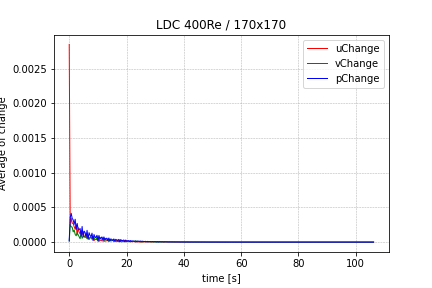 LDC 400Re / 170x170
uChange
vChange
pChange
0.0025
0.0020
0.0015
0.0010
0.0005
0.0000
Average of change
0 20 40 60 80 100
time [s]